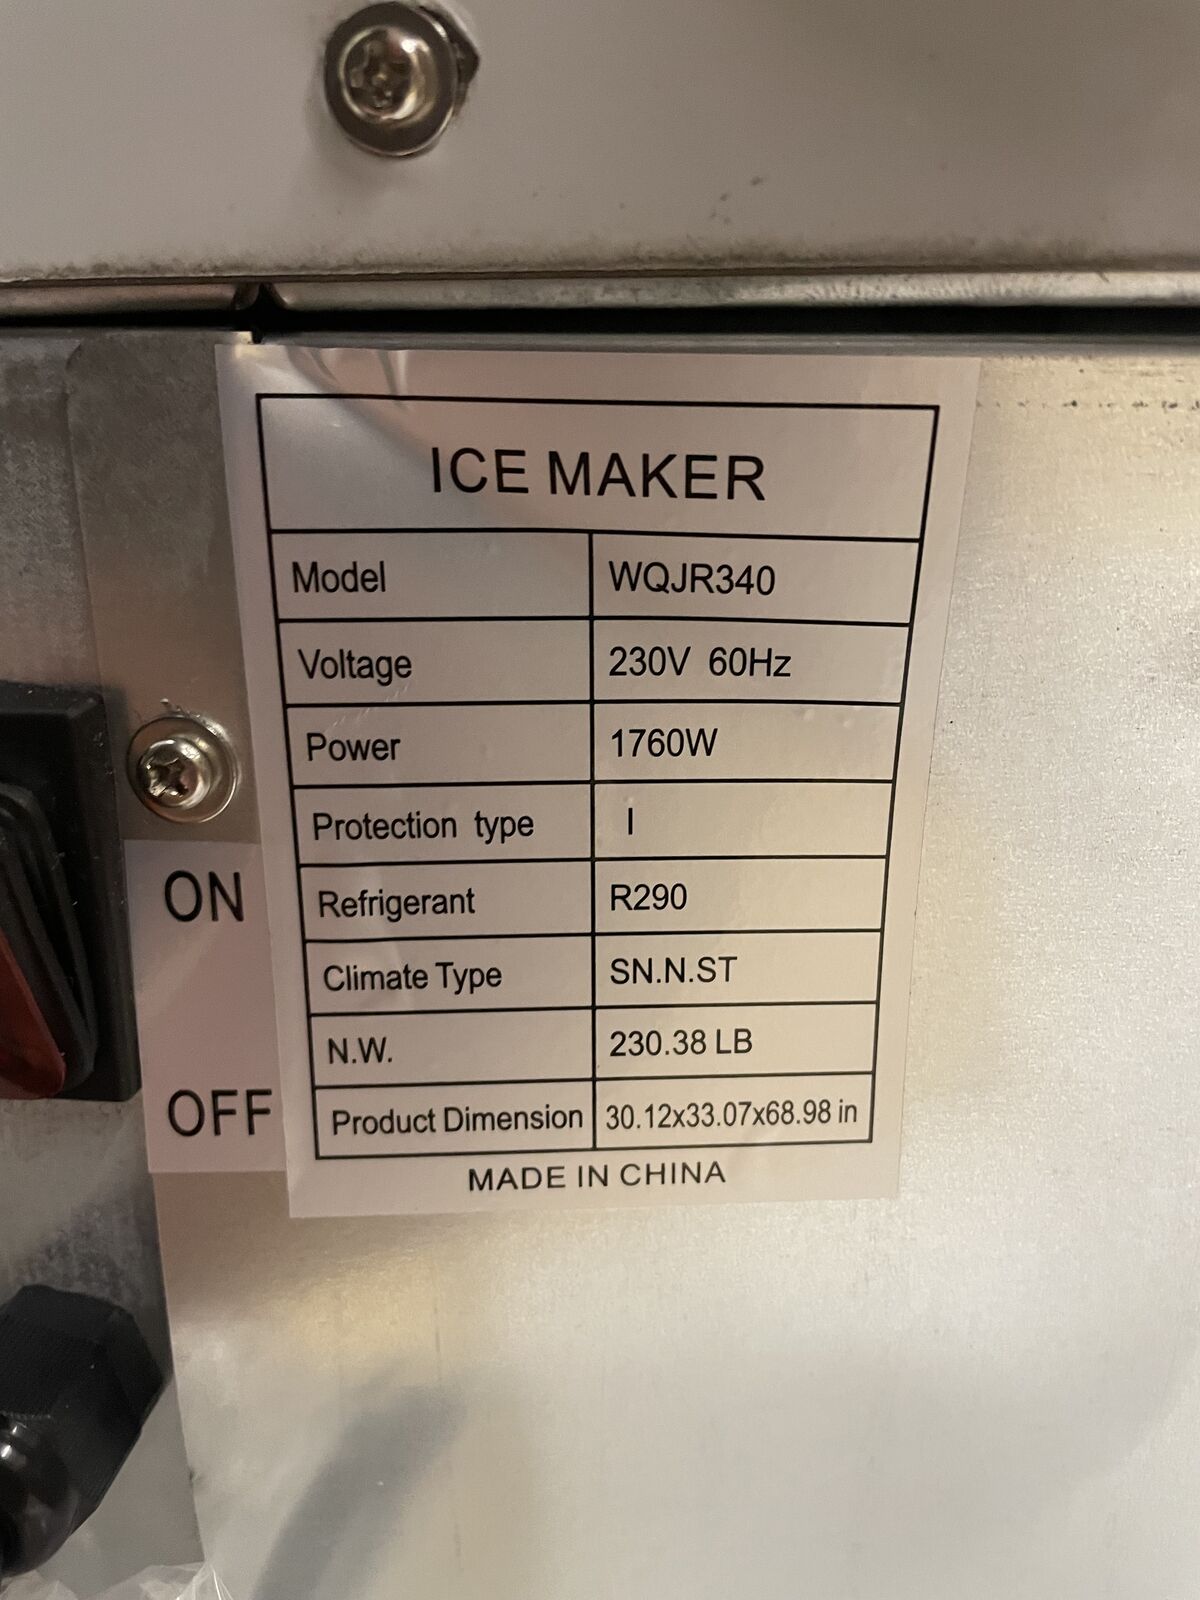 ICE MAKER
Model WQJR340
Voltage 230V 60Hz
Power 1760W
Protection type I
Refrigerant R290
Climate Type SN.N.ST
N.W. 230.38 LB
Product Dimension 30.12x33.07x68.98 in
MADE IN CHINA
ON
OFF